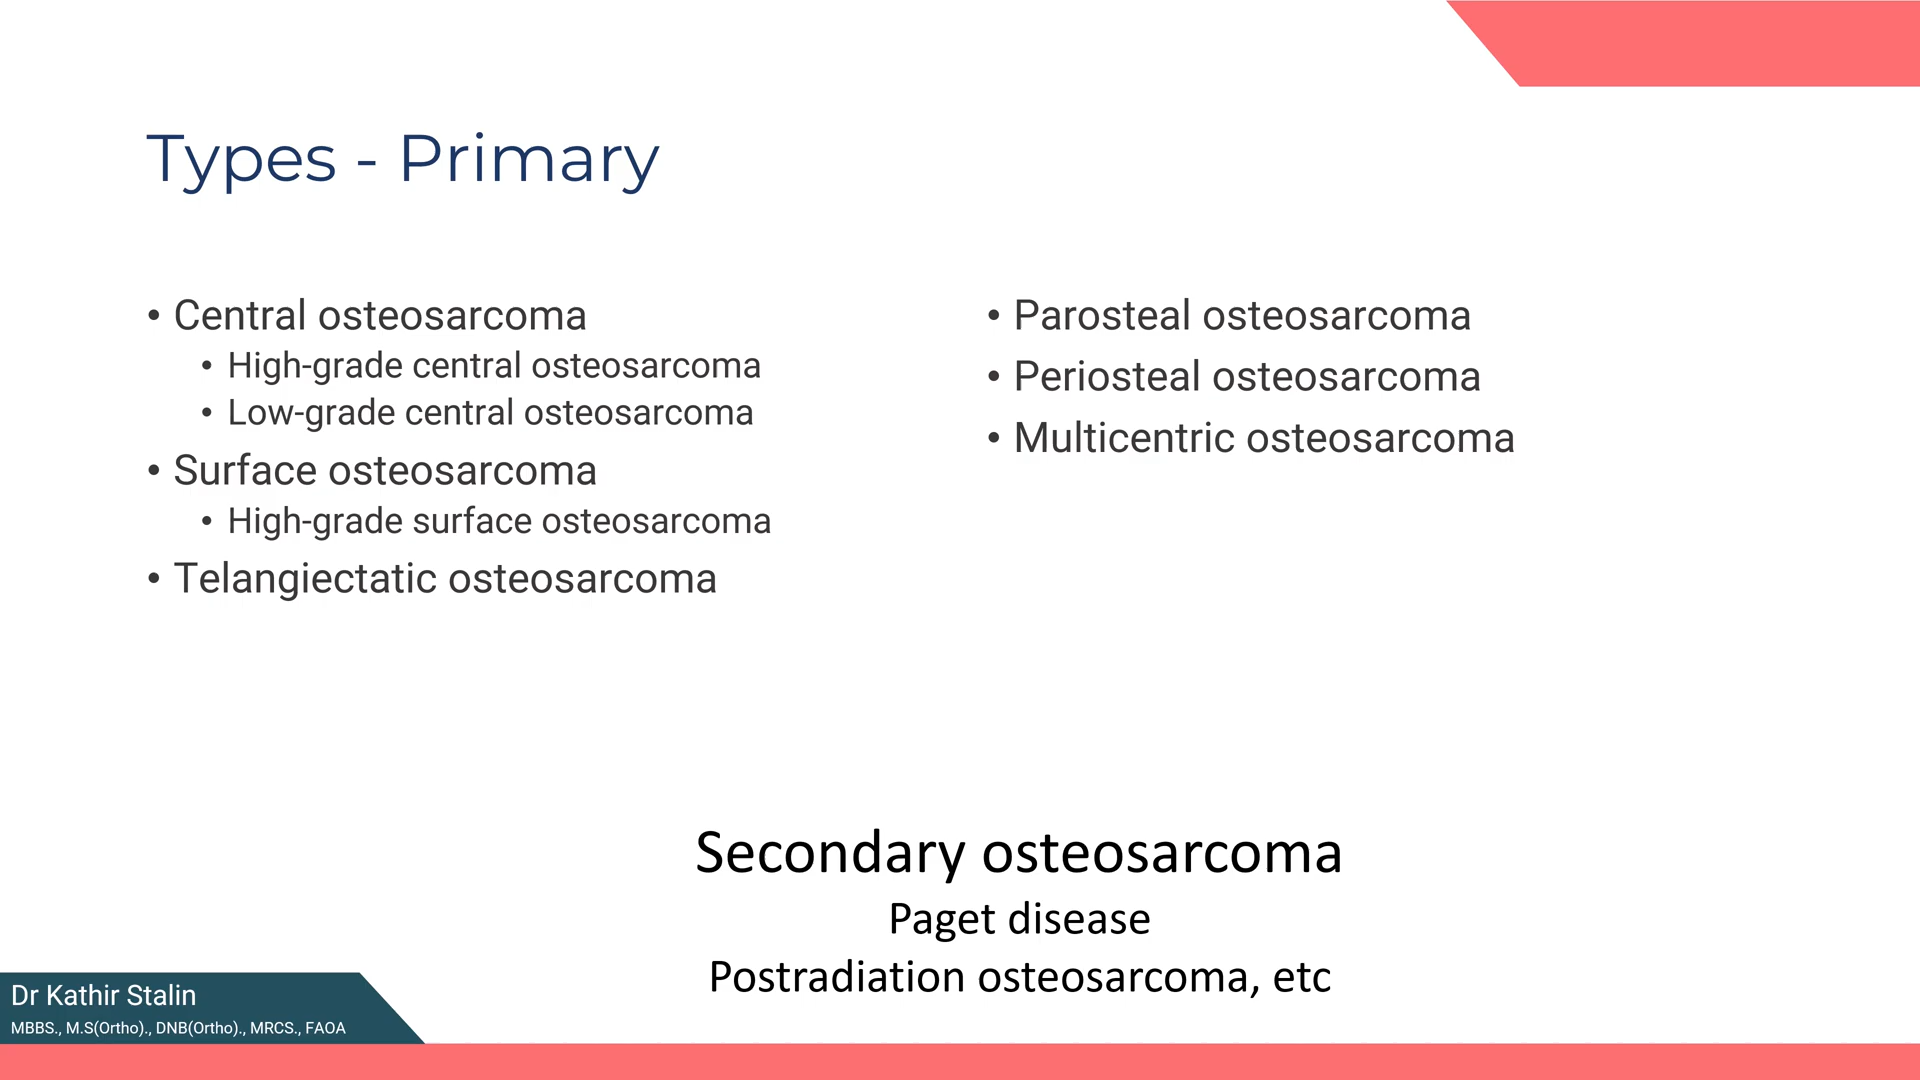 Types - Primary
• Central osteosarcoma
• High-grade central osteosarcoma
• Low-grade central osteosarcoma
• Surface osteosarcoma
• High-grade surface osteosarcoma
• Telangiectatic osteosarcoma
• Parosteal osteosarcoma
• Periosteal osteosarcoma
• Multicentric osteosarcoma
Secondary osteosarcoma
Paget disease
Postradiation osteosarcoma, etc
Dr Kathir Stalin
MBBS., M.S(Ortho)., DNB(Ortho)., MRCS., FAOA